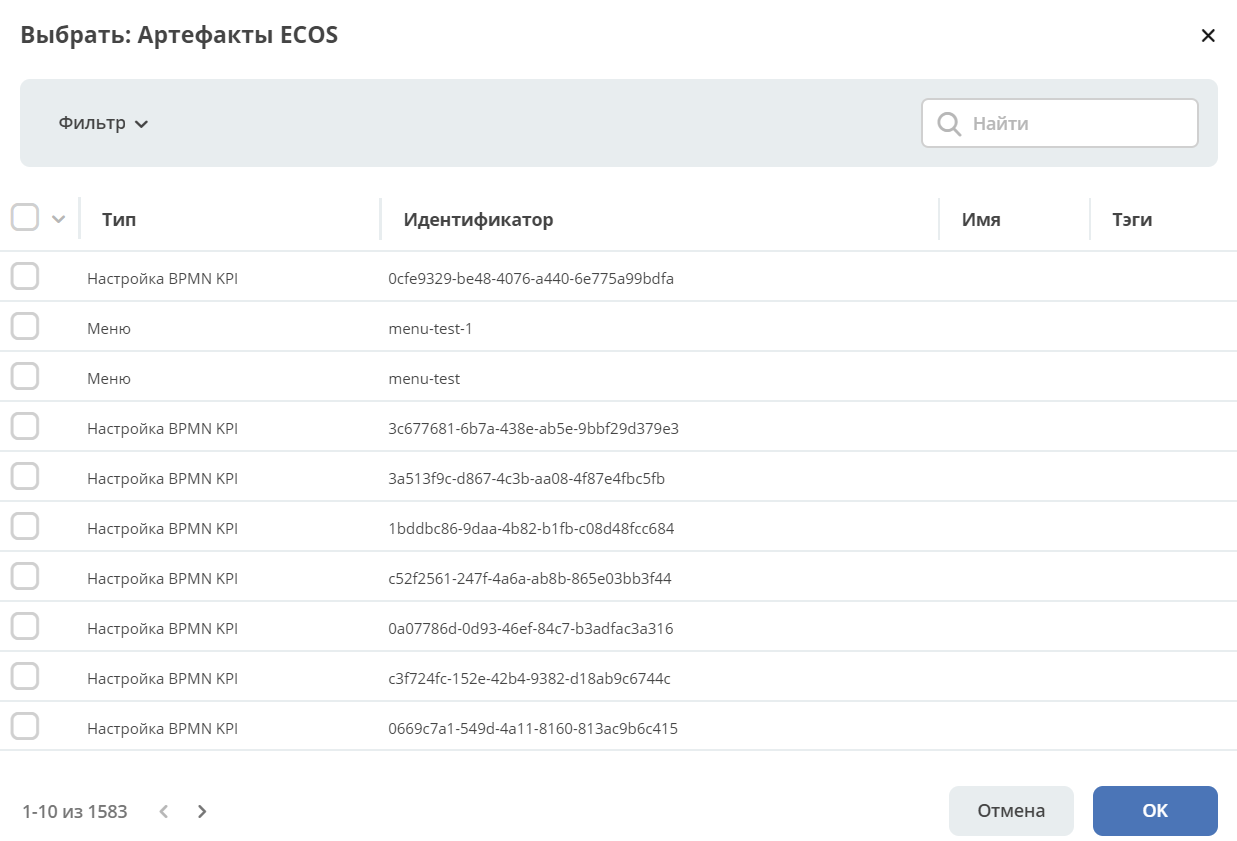 Выбрать: Артефакты ECOS
Фильтр
Найти
Тип Идентификатор Имя Тэги
Настройка BPMN KPI 0cfe9329-be48-4076-a440-6e775a99bdfa
Меню menu-test-1
Меню menu-test
Настройка BPMN KPI 3c677681-6b7a-438e-ab5e-9bbf29d379e3
Настройка BPMN KPI 3a513f9c-d867-4c3b-aa08-4f87e4fbc5fb
Настройка BPMN KPI 1bddbc86-9daa-4b82-b1fb-c08d48fcc684
Настройка BPMN KPI c52f2561-247f-4a6a-ab8b-865e03bb3f44
Настройка BPMN KPI 0a07786d-0d93-46ef-84c7-b3adfac3a316
Настройка BPMN KPI c3f724fc-152e-42b4-9382-d18ab9c6744c
Настройка BPMN KPI 0669c7a1-549d-4a11-8160-813ac9b6c415
1-10 из 1583
Отмена
OK